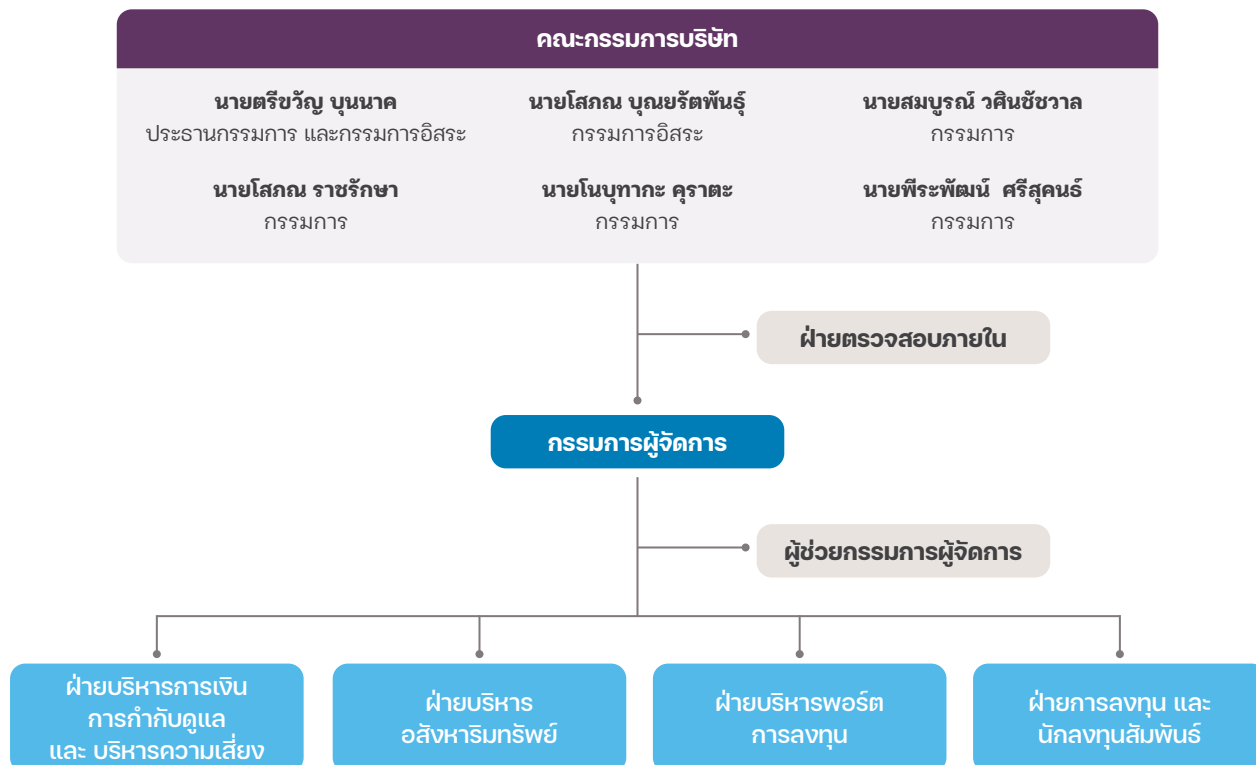 คณะกรรมการบริษัท
นายตรีขวัญ บุนนาค
ประธานกรรมการ และกรรมการอิสระ
นายโสภณ บุณยรัตพันธุ์
กรรมการอิสระ
นายสมบูรณ์ วศินชัชวาล
กรรมการ
นายโสภณ ราชรักษา
กรรมการ
นายโนบุทากะ คุราตะ
กรรมการ
นายพีระพัฒน์ ศรีสุคนธ์
กรรมการ
ฝ่ายตรวจสอบภายใน
กรรมการผู้จัดการ
ผู้ช่วยกรรมการผู้จัดการ
ฝ่ายบริหารการเงิน
การกำกับดูแล
และ บริหารความเสี่ยง
ฝ่ายบริหาร
อสังหาริมทรัพย์
ฝ่ายบริหารพอร์ต
การลงทุน
ฝ่ายการลงทุน และ
นักลงทุนสัมพันธ์